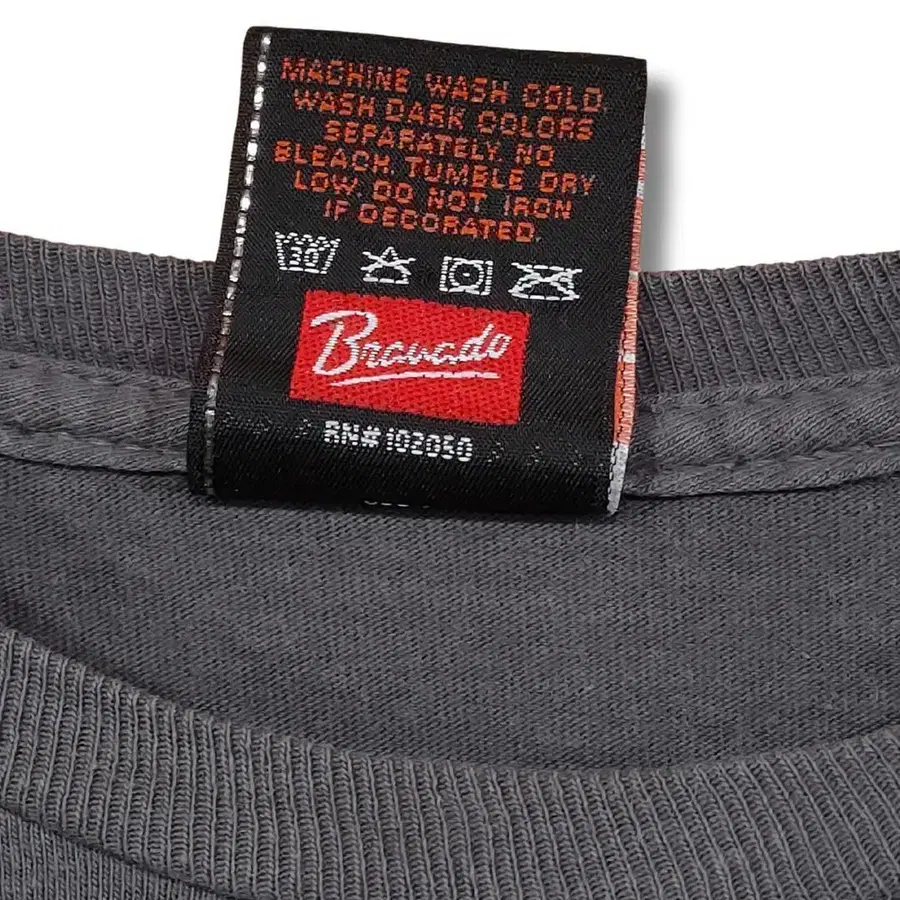 MACHINE WASH COLD.
WASH DARK COLORS
SEPARATELY. NO
BLEACH. TUMBLE DRY
LOW. DO NOT IRON
IF DECORATED.
30
Bravado
RN#102050